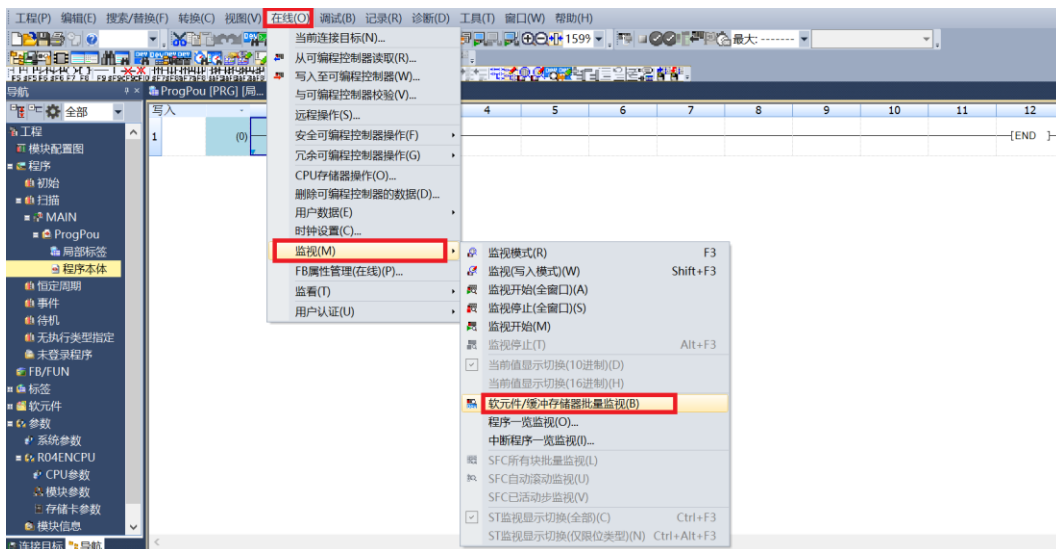 工程(P) 编辑(E) 搜索/替换(F) 转换(C) 视图(V) 在线(O) 调试(B) 记录(R) 诊断(D) 工具(T) 窗口(W) 帮助(H)
159% 最大: -------
导航
ProgPou [PRG] [局...
全部
写入 4 5 6 7 8 9 10 11 12
1 (0) [END ]
工程
模块配置图
程序
初始
扫描
MAIN
ProgPou
局部标签
程序本体
恒定周期
事件
待机
无执行类型指定
未登录程序
FB/FUN
标签
软元件
参数
系统参数
R04ENCPU
CPU参数
模块参数
存储卡参数
模块信息
连接目标 导航
当前连接目标(N)...
从可编程控制器读取(R)...
写入至可编程控制器(W)...
与可编程控制器校验(V)...
远程操作(S)...
安全可编程控制器操作(F)
冗余可编程控制器操作(G)
CPU存储器操作(O)...
删除可编程控制器的数据(D)...
用户数据(E)
时钟设置(C)...
监视(M)
FB属性管理(在线)(P)...
监看(T)
用户认证(U)
监视模式(R) F3
监视(写入模式)(W) Shift+F3
监视开始(全窗口)(A)
监视停止(全窗口)(S)
监视开始(M)
监视停止(T) Alt+F3
当前值显示切换(10进制)(D)
当前值显示切换(16进制)(H)
软元件/缓冲存储器批量监视(B)
程序一览监视(O)...
中断程序一览监视(I)...
SFC所有块批量监视(L)
SFC自动滚动监视(U)
SFC已活动步监视(V)
ST监视显示切换(全部)(C) Ctrl+F3
ST监视显示切换(仅限位类型)(N) Ctrl+Alt+F3